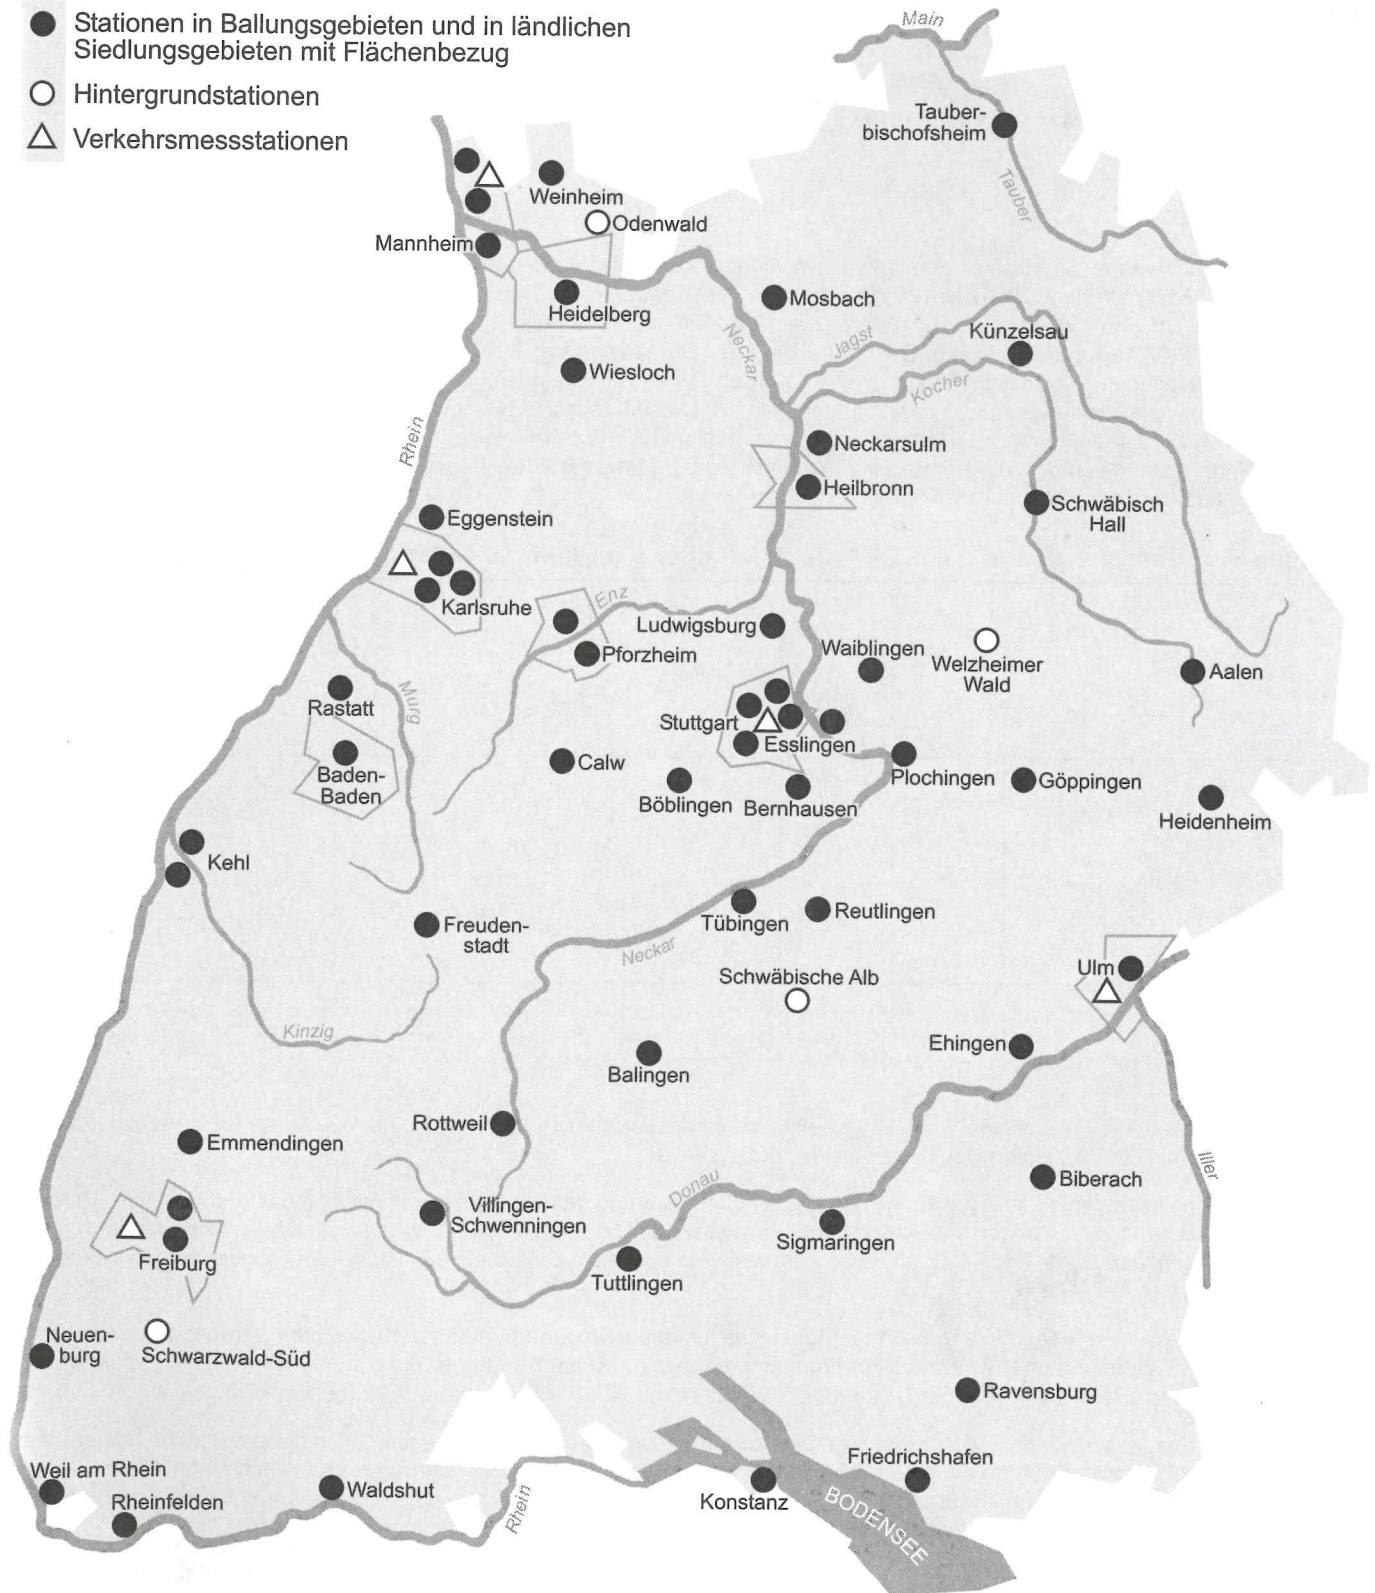 Stationen in Ballungsgebieten und in ländlichen
Siedlungsgebieten mit Flächenbezug
Hintergrundstationen
Verkehrsmessstationen
Main
Tauber-
bischofsheim
Tauber
Weinheim
Odenwald
Mannheim
Heidelberg
Mosbach
Neckar
Jagst
Künzelsau
Kocher
Wiesloch
Rhein
Neckarsulm
Heilbronn
Schwäbisch
Hall
Eggenstein
Karlsruhe
Enz
Ludwigsburg
Pforzheim
Waiblingen
Welzheimer
Wald
Aalen
Murg
Rastatt
Stuttgart
Esslingen
Baden-
Baden
Calw
Böblingen
Bernhausen
Plochingen
Göppingen
Heidenheim
Kehl
Freuden-
stadt
Tübingen
Reutlingen
Neckar
Schwäbische Alb
Ulm
Kinzig
Ehingen
Balingen
Rottweil
Emmendingen
Iller
Biberach
Donau
Villingen-
Schwenningen
Sigmaringen
Freiburg
Tuttlingen
Neuen-
burg
Schwarzwald-Süd
Ravensburg
Friedrichshafen
Weil am Rhein
Rheinfelden
Waldshut
Rhein
Konstanz
BODENSEE